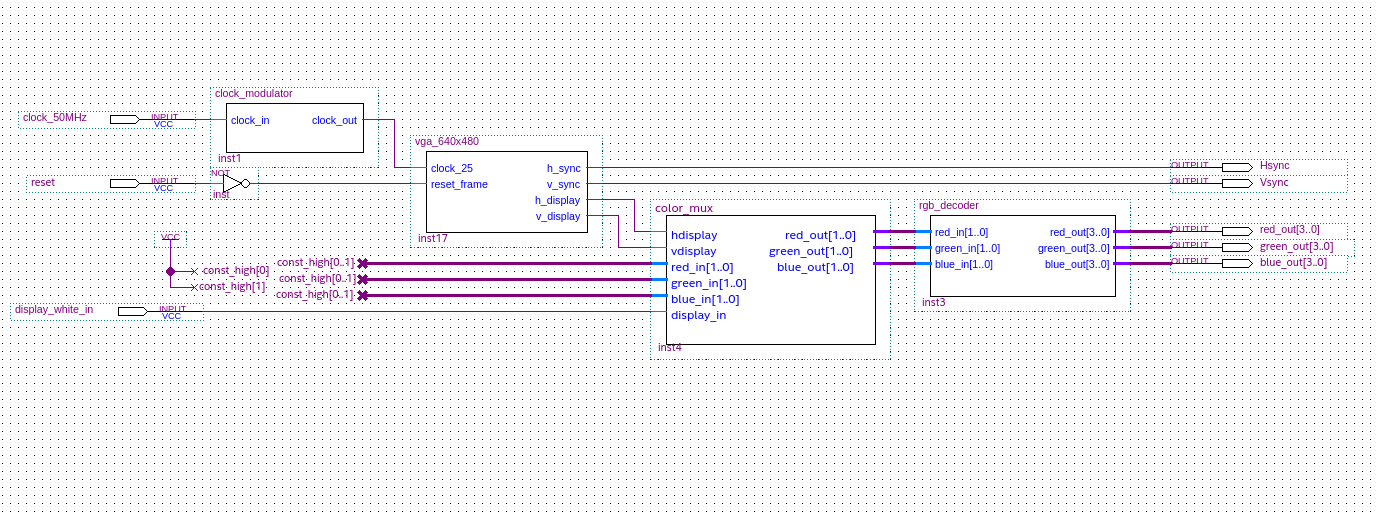 clock_modulator
clock_50MHz
INPUT
VCC
clock_in
clock_out
inst1
vga_640x480
clock_25
reset_frame
h_sync
v_sync
h_display
v_display
inst17
reset
INPUT
VCC
NOT
inst
OUTPUT
Hsync
OUTPUT
Vsync
VCC
const_high[0]
const_high[1]
const_high[0..1]
const_high[0..1]
const_high[0..1]
display_white_in
INPUT
VCC
color_mux
hdisplay
vdisplay
red_in[1..0]
green_in[1..0]
blue_in[1..0]
display_in
red_out[1..0]
green_out[1..0]
blue_out[1..0]
inst4
rgb_decoder
red_in[1..0]
green_in[1..0]
blue_in[1..0]
red_out[3..0]
green_out[3..0]
blue_out[3..0]
inst3
OUTPUT
red_out[3..0]
OUTPUT
green_out[3..0]
OUTPUT
blue_out[3..0]